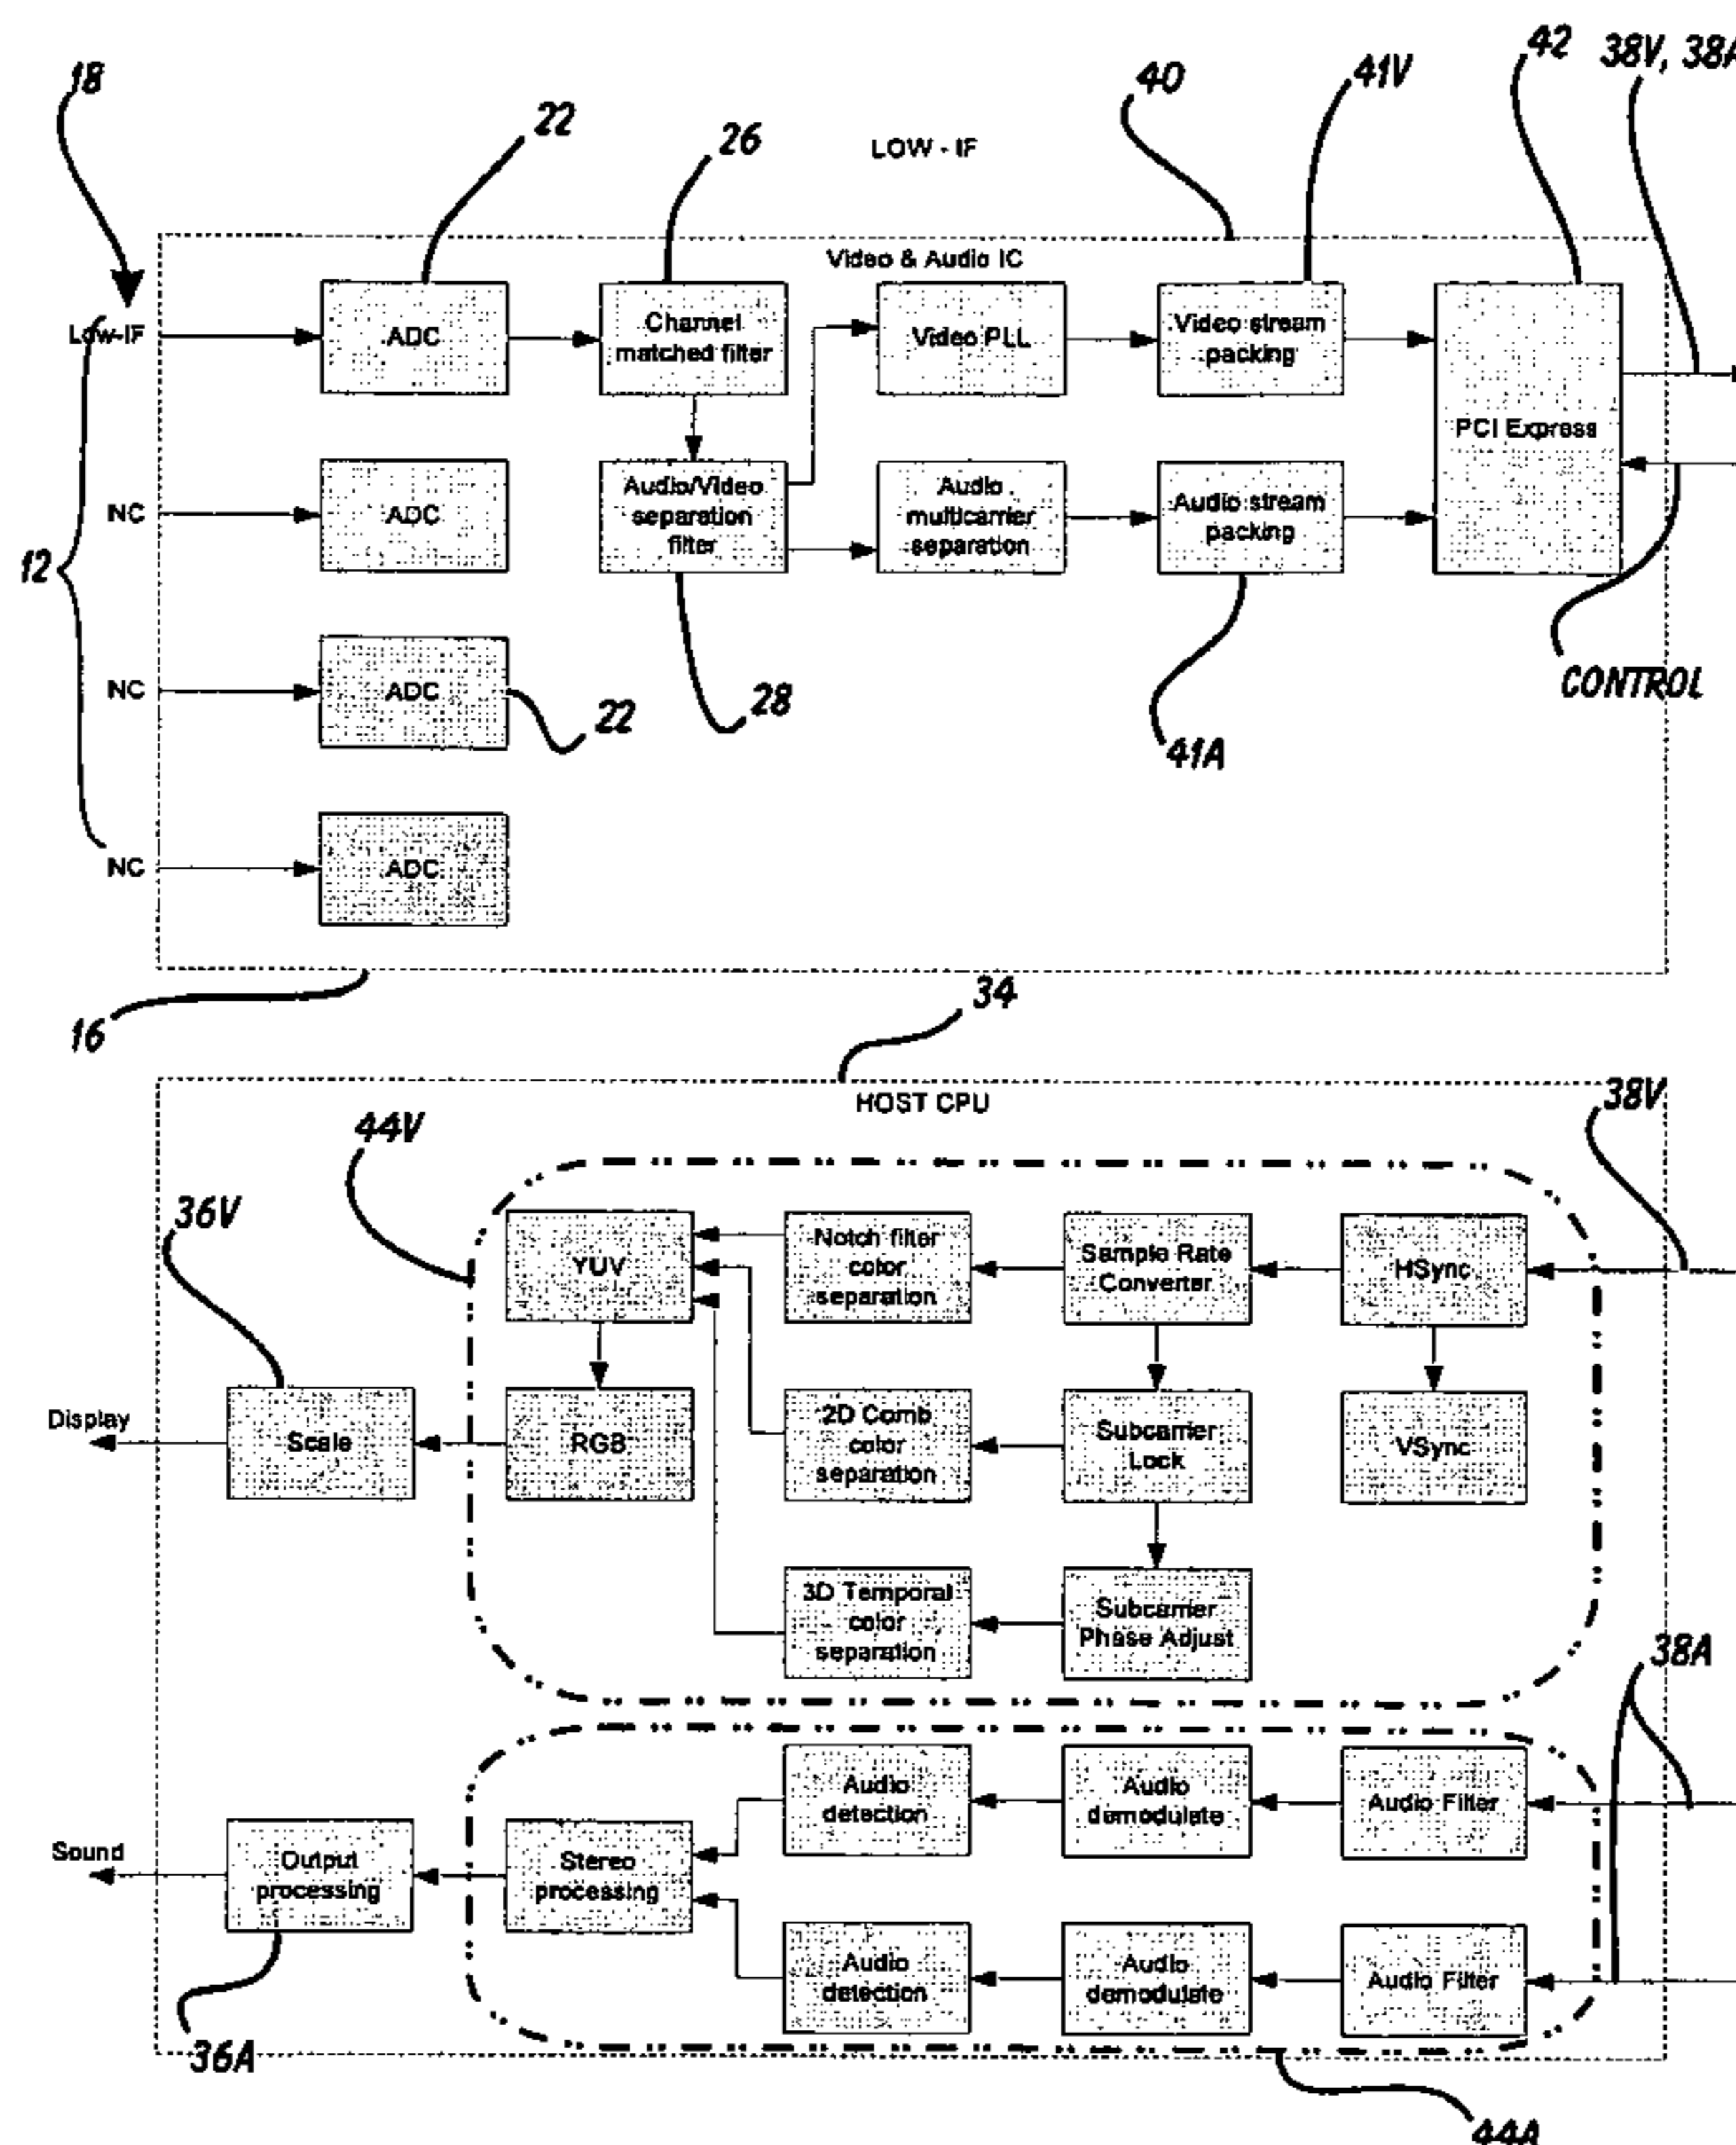 42
38V, 38A
18
40
41V
22
26
LOW - IF
Video & Audio IC
Low-IF
ADC
Channel
matched filter
Video PLL
Video stream
packing
PCI Express
NC
ADC
Audio/Video
separation
filter
Audio
multicarrier
separation
Audio stream
packing
12
NC
ADC
22
28
41A
CONTROL
NC
ADC
16
34
HOST CPU
38V
44V
36V
YUV
Notch filter
color
separation
Sample Rate
Converter
HSync
Display
Scale
RGB
2D Comb
color
separation
Subcarrier
Lock
VSync
3D Temporal
color
separation
Subcarrier
Phase Adjust
38A
Audio
detection
Audio
demodulate
Audio Filter
Sound
Output
processing
Stereo
processing
Audio
detection
Audio
demodulate
Audio Filter
36A
44A